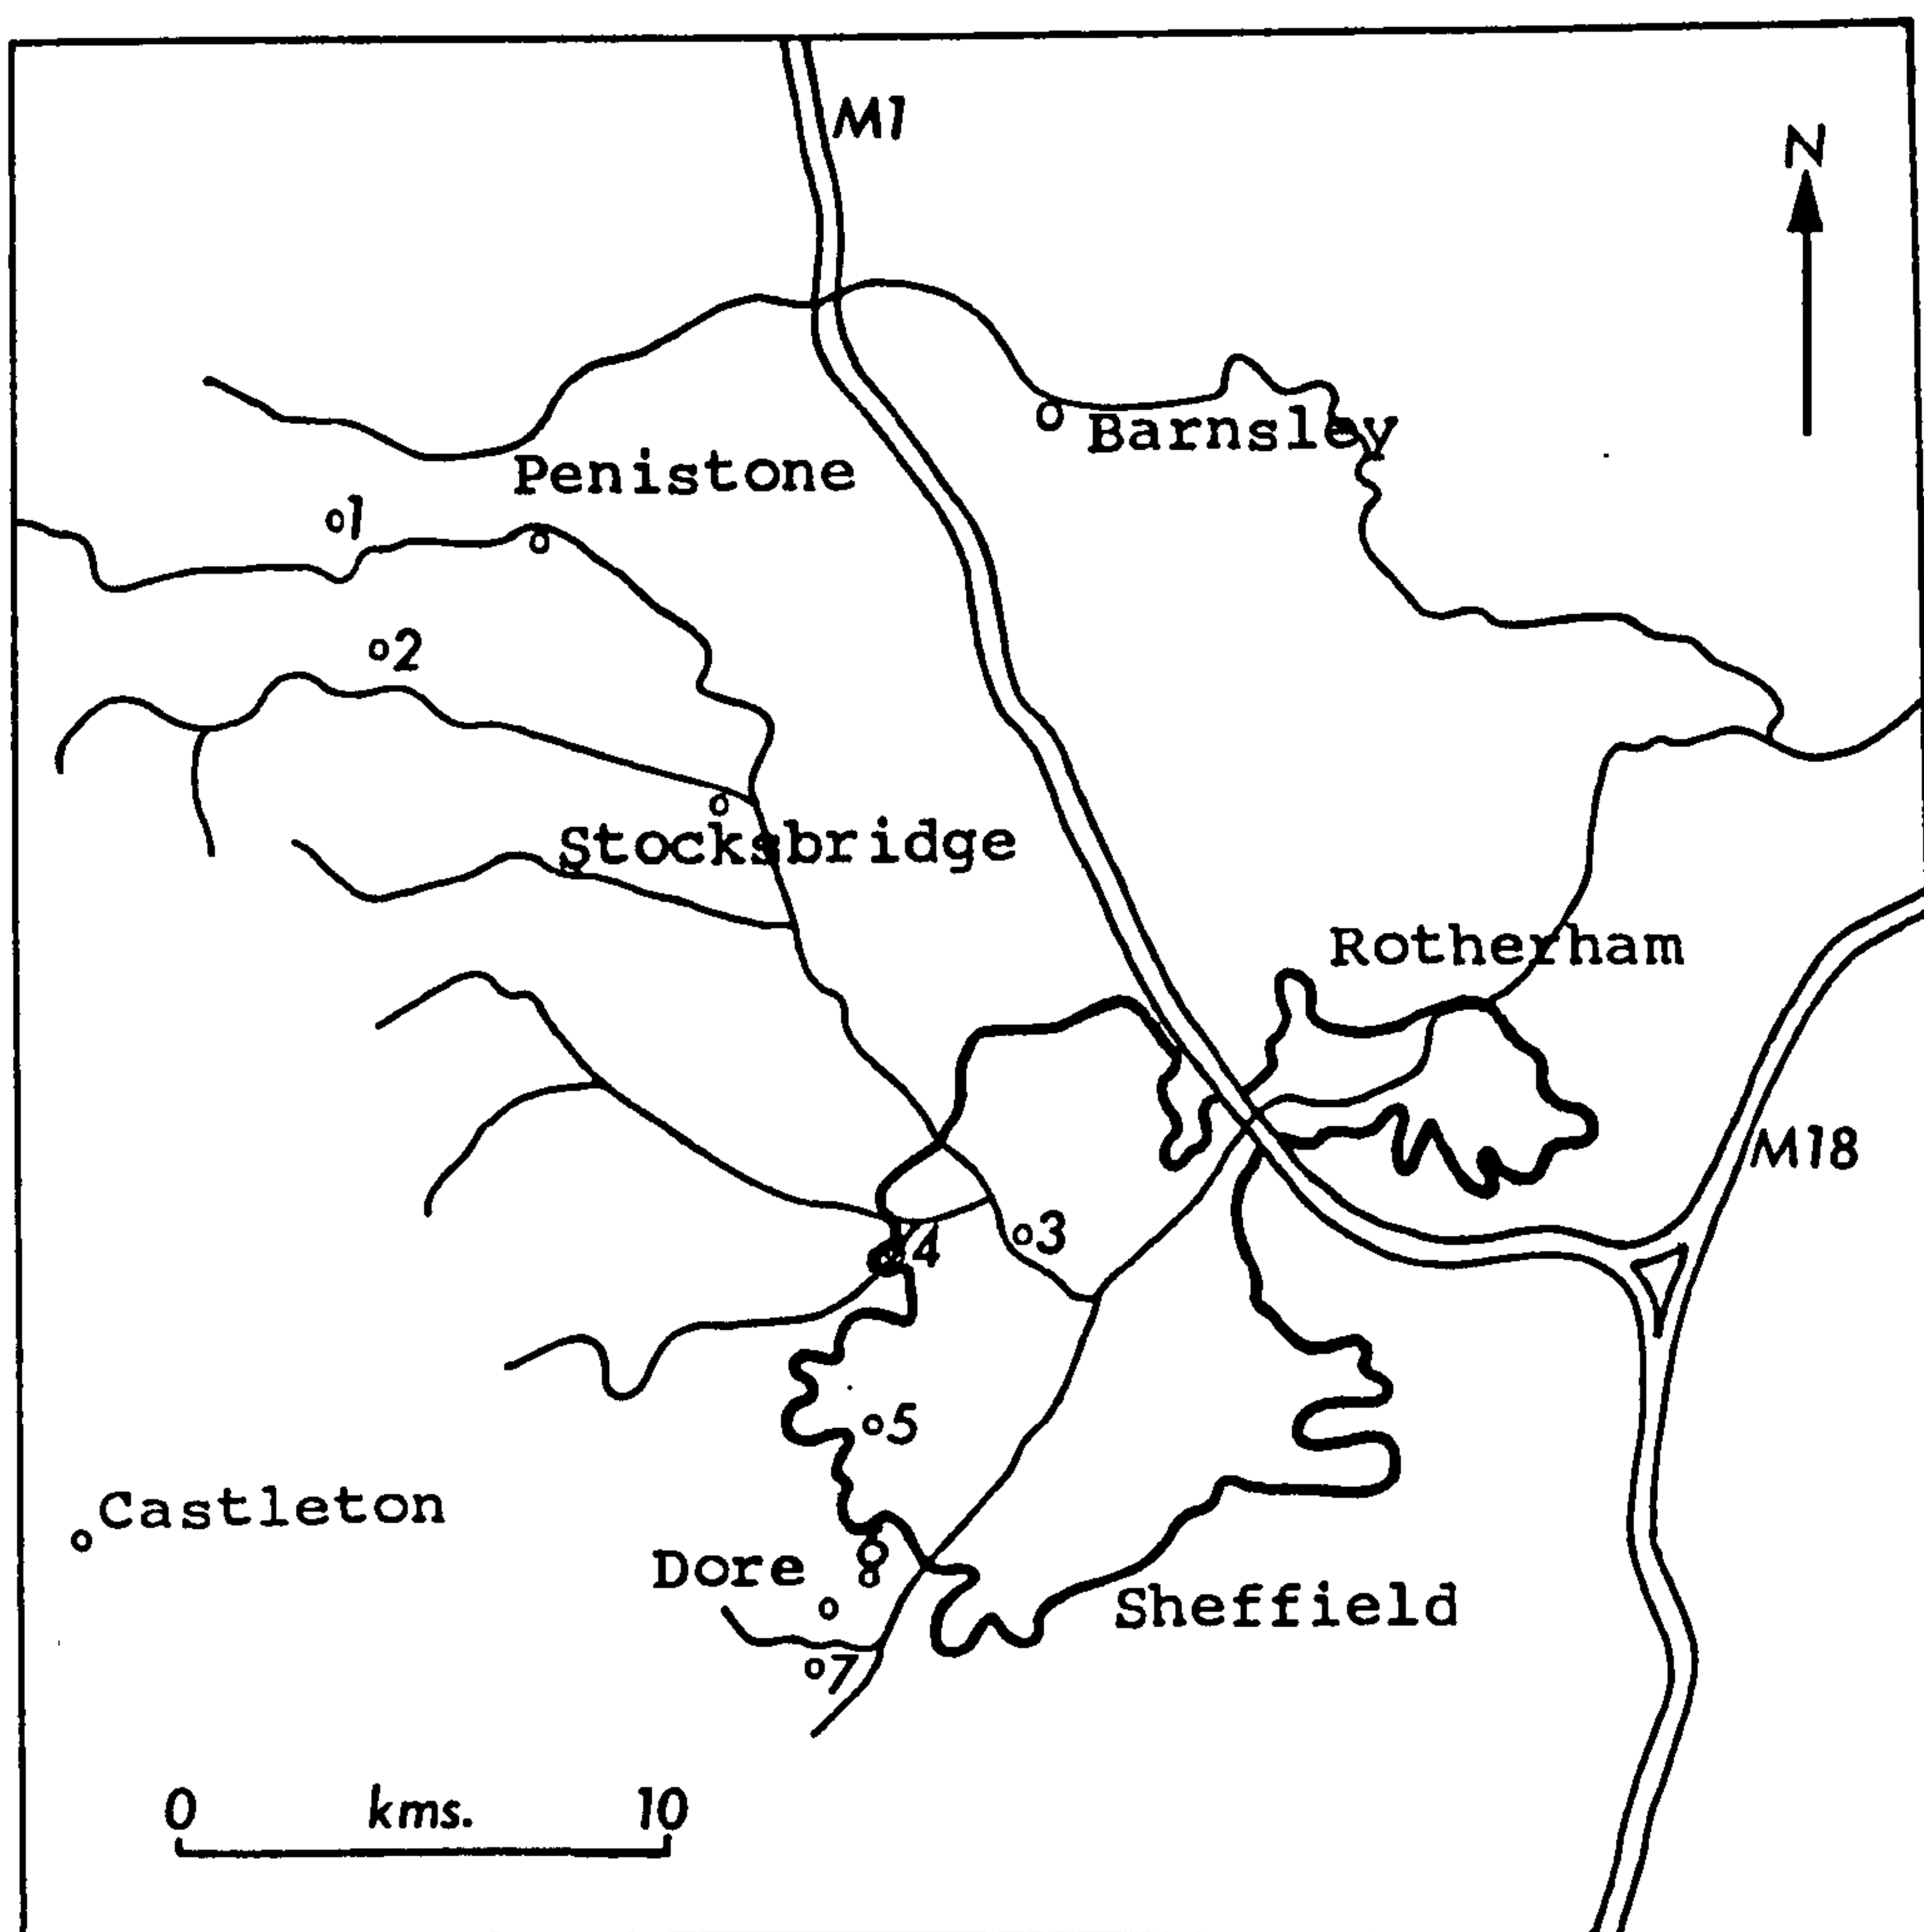 M1
N
Barnsley
Penistone
1
2
Stocksbridge
Rotherham
M18
3
4
5
Castleton
Dore
8
Sheffield
7
0 kms. 10